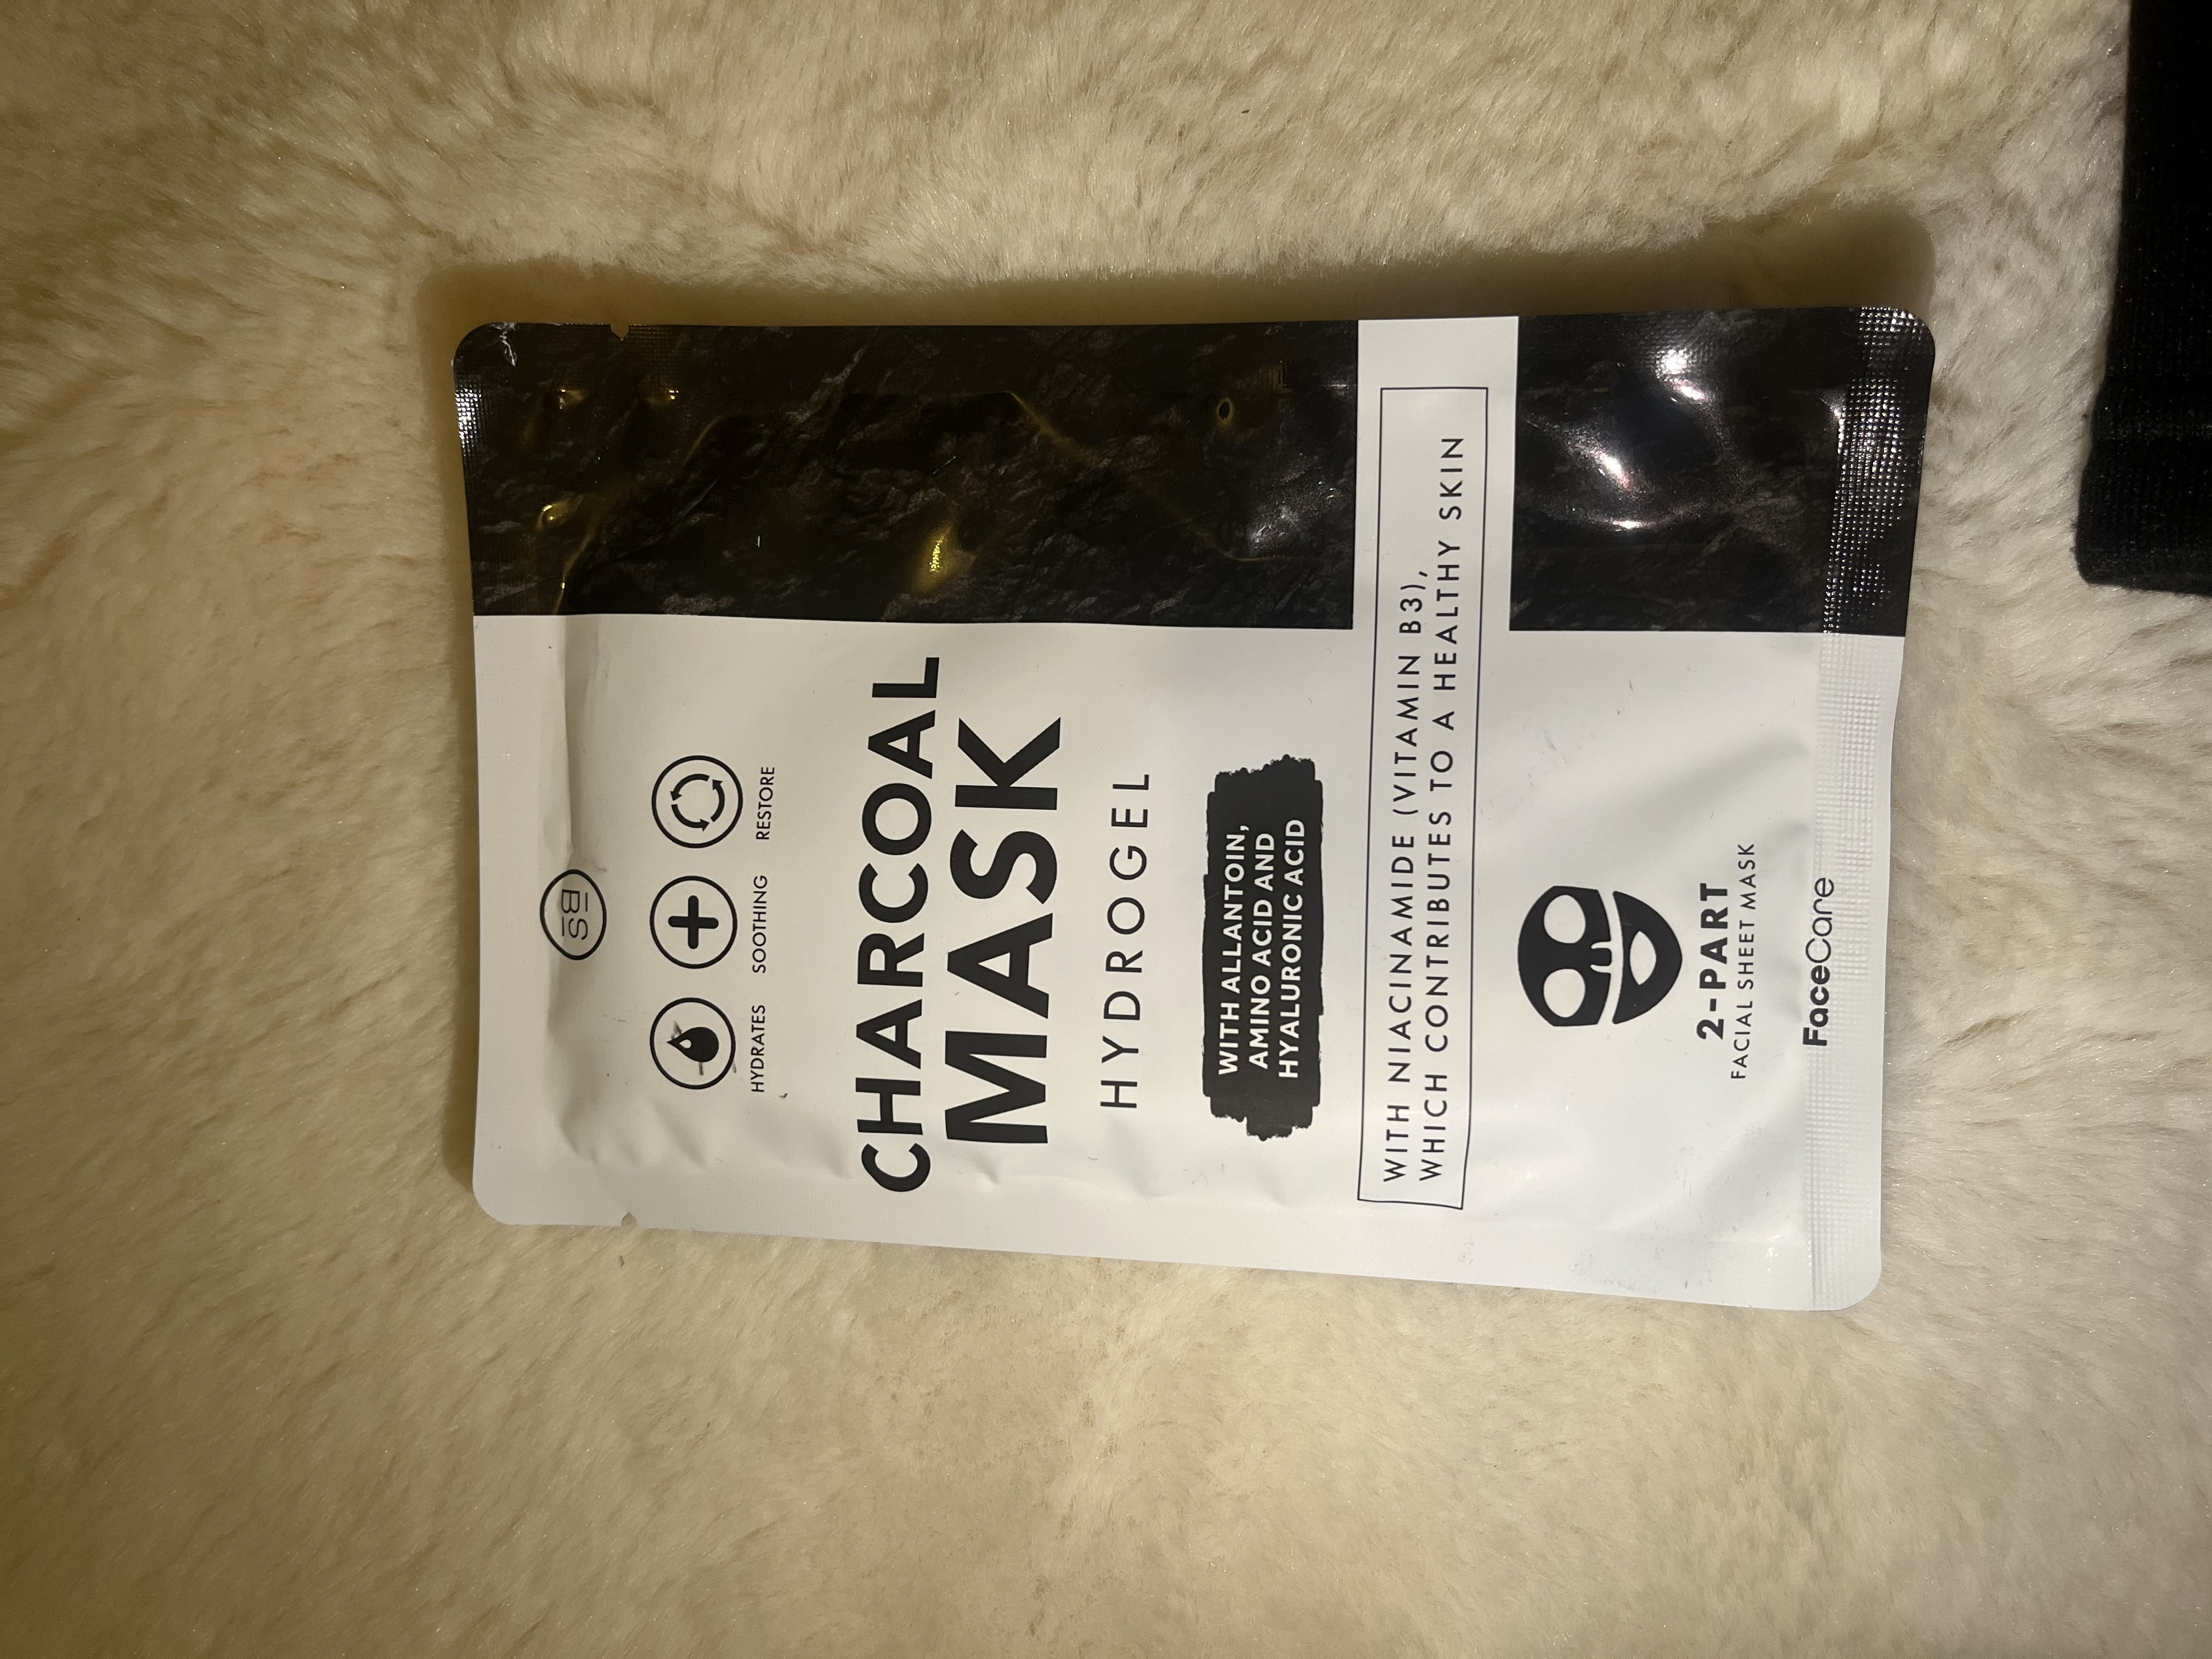 BS
HYDRATES SOOTHING RESTORE
CHARCOAL
MASK
HYDROGEL
WITH ALLANTOIN,
AMINO ACID AND
HYALURONIC ACID
WITH NIACINAMIDE (VITAMIN B3),
WHICH CONTRIBUTES TO A HEALTHY SKIN
2-PART
FACIAL SHEET MASK
FaceCare